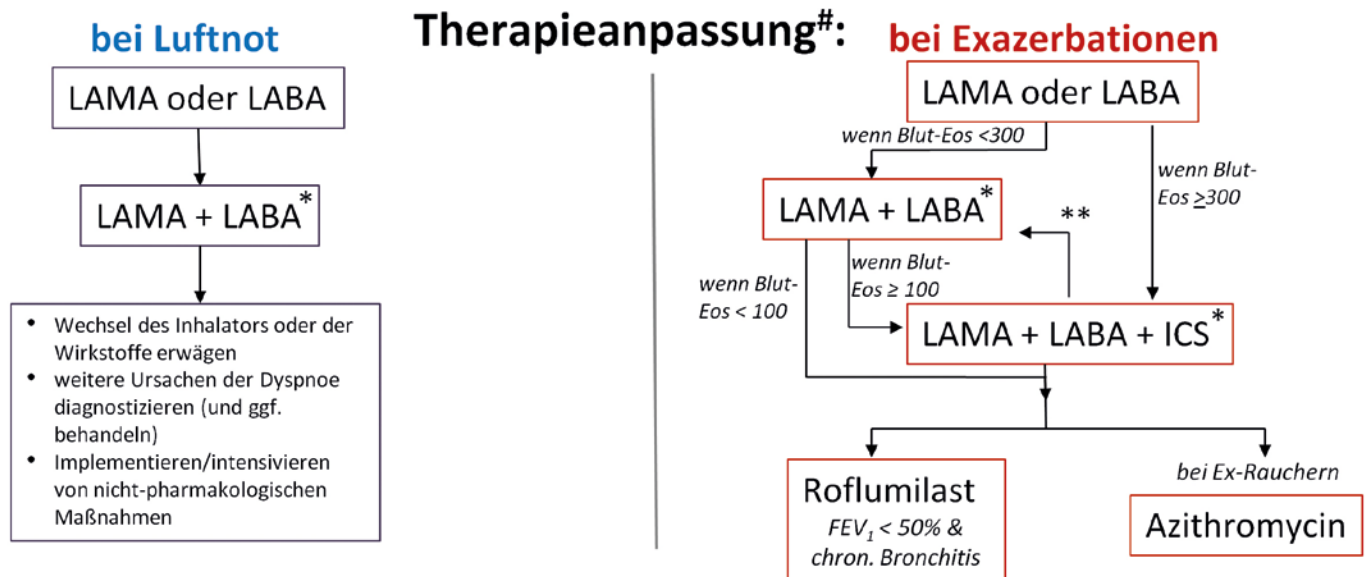 Therapieanpassung#:
bei Luftnot
LAMA oder LABA
LAMA + LABA*
• Wechsel des Inhalators oder der
Wirkstoffe erwägen
• weitere Ursachen der Dyspnoe
diagnostizieren (und ggf.
behandeln)
• Implementieren/intensivieren
von nicht-pharmakologischen
Maßnahmen
bei Exazerbationen
LAMA oder LABA
wenn Blut-Eos <300
wenn Blut-
Eos ≥300
LAMA + LABA*
**
wenn Blut-
Eos < 100
wenn Blut-
Eos ≥ 100
LAMA + LABA + ICS*
Roflumilast
FEV₁ < 50% &
chron. Bronchitis
bei Ex-Rauchern
Azithromycin